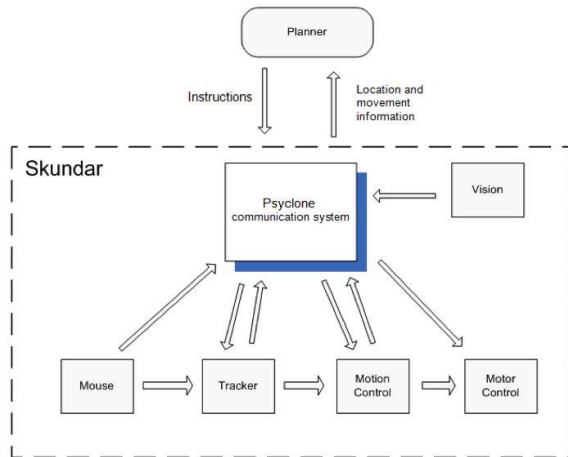 Planner
Instructions
Location and
movement
information
Skundar
Psyclone
communication system
Vision
Mouse
Tracker
Motion
Control
Motor
Control